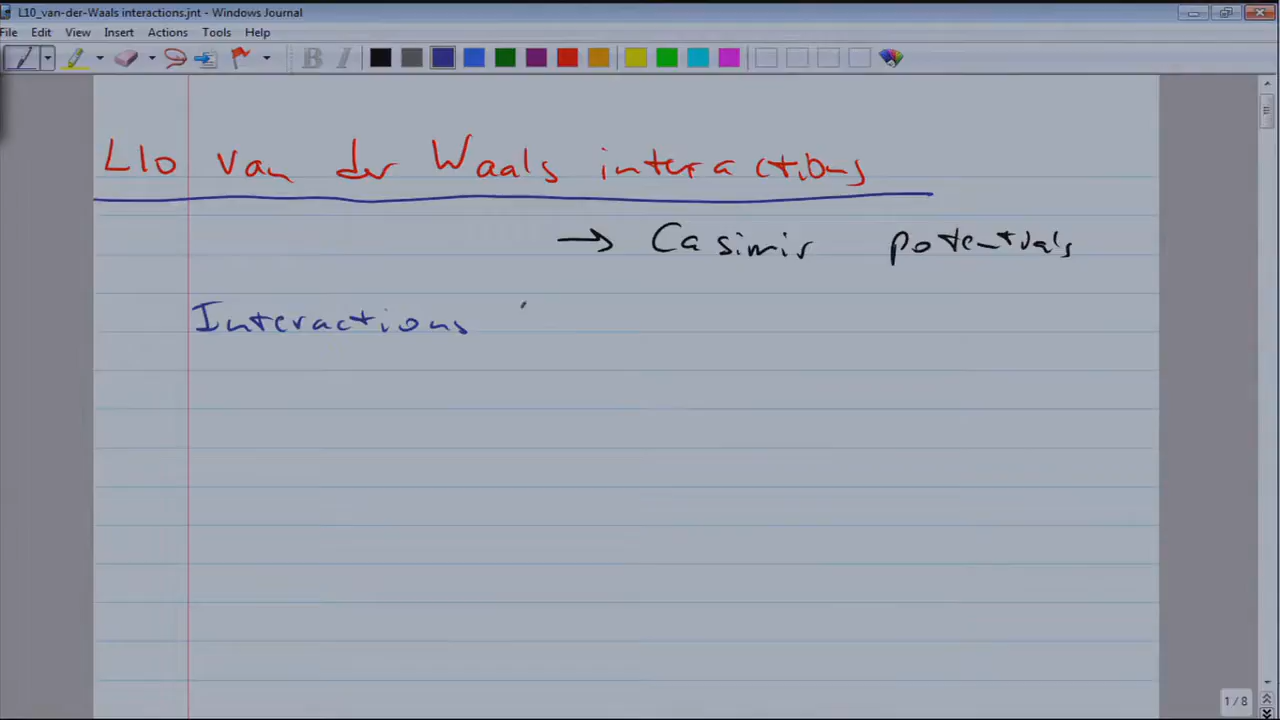 L10_van-der-Waals interactions.jnt - Windows Journal
File Edit View Insert Actions Tools Help
B I
L10 Van der Waals interactions
→ Casimir potentials
Interactions
1 / 8